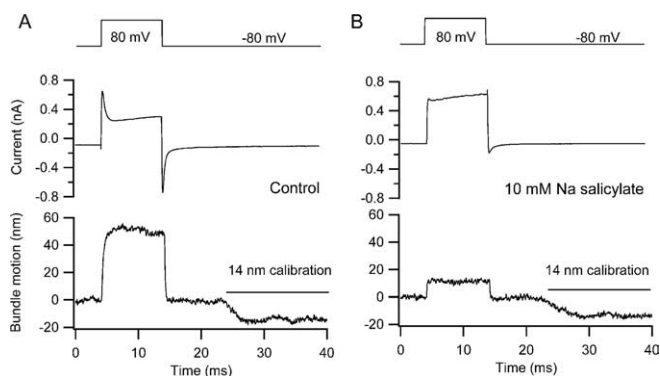 A
80 mV
-80 mV
0.8
0.4
0.0
-0.4
-0.8
Current (nA)
Control
60
40
20
0
-20
Bundle motion (nm)
14 nm calibration
0
10
20
30
40
Time (ms)
B
80 mV
-80 mV
0.8
0.4
0.0
-0.4
-0.8
10 mM Na salicylate
60
40
20
0
-20
14 nm calibration
0
10
20
30
40
Time (ms)